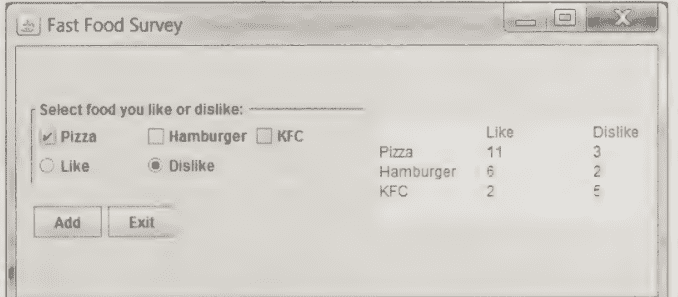 Fast Food Survey
Select food you like or dislike:
Pizza Hamburger KFC
Like Dislike
Add Exit
Like Dislike
Pizza 11 3
Hamburger 6 2
KFC 2 5